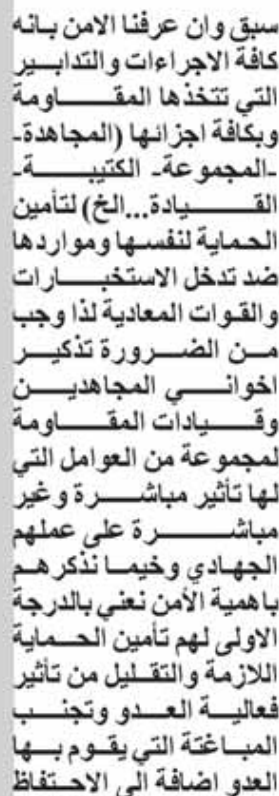 سبق وان عرفنا الامن بانه
كافة الاجراءات والتدابير
التي تتخذها المقاومة
وبكافة اجزائها (المجاهدة-
-المجموعة- الكتيبة-
القيادة...الخ) لتأمين
الحماية لنفسها ومواردها
ضد تدخل الاستخبارات
والقوات المعادية لذا وجب
من الضرورة تذكير
اخواني المجاهدين
وقيادات المقاومة
لمجموعة من العوامل التي
لها تأثير مباشرة وغير
مباشرة على عملهم
الجهادي وخيما نذكرهم
باهمية الأمن نعني بالدرجة
الاولى لهم تأمين الحماية
اللازمة والتقليل من تأثير
فعالية العدو وتجنب
المباغتة التي يقوم بها
العدو اضافة الى الاحتفاظ